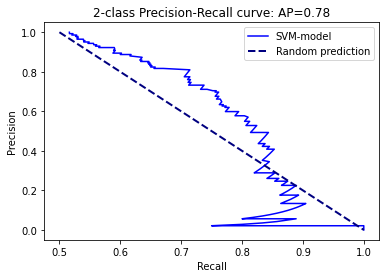 2-class Precision-Recall curve: AP=0.78
SVM-model
Random prediction
Precision
1.0
0.8
0.6
0.4
0.2
0.0
0.5 0.6 0.7 0.8 0.9 1.0
Recall